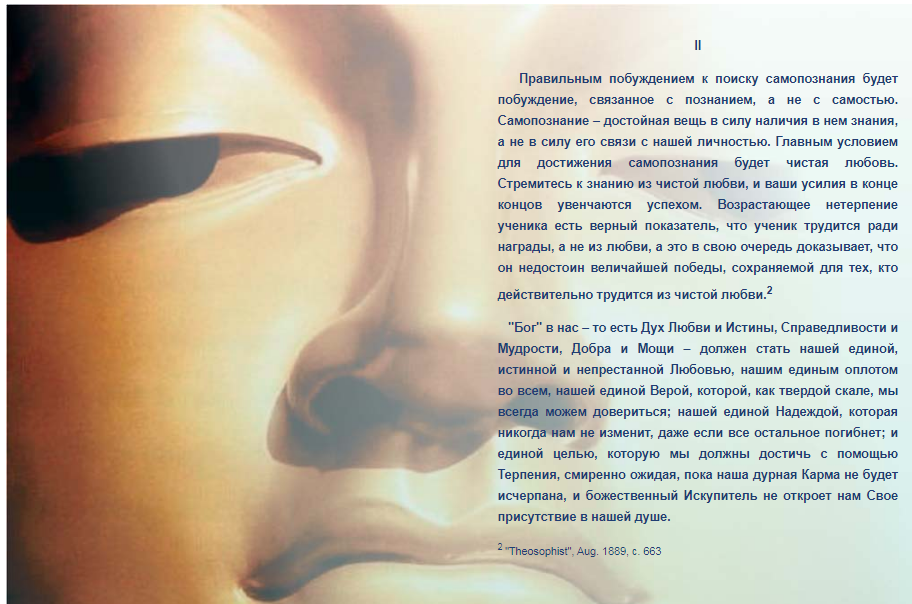 II
Правильным побуждением к поиску самопознания будет
побуждение, связанное с познанием, а не с самостью.
Самопознание – достойная вещь в силу наличия в нем знания,
а не в силу его связи с нашей личностью. Главным условием
для достижения самопознания будет чистая любовь.
Стремитесь к знанию из чистой любви, и ваши усилия в конце
концов увенчаются успехом. Возрастающее нетерпение
ученика есть верный показатель, что ученик трудится ради
награды, а не из любви, а это в свою очередь доказывает, что
он недостоин величайшей победы, сохраняемой для тех, кто
действительно трудится из чистой любви.2
"Бог" в нас – то есть Дух Любви и Истины, Справедливости и
Мудрости, Добра и Мощи – должен стать нашей единой,
истинной и непрестанной Любовью, нашим единым оплотом
во всем, нашей единой Верой, которой, как твердой скале, мы
всегда можем довериться; нашей единой Надеждой, которая
никогда нам не изменит, даже если все остальное погибнет; и
единой целью, которую мы должны достичь с помощью
Терпения, смиренно ожидая, пока наша дурная Карма не будет
исчерпана, и божественный Искупитель не откроет нам Свое
присутствие в нашей душе.
2 "Theosophist", Aug. 1889, с. 663